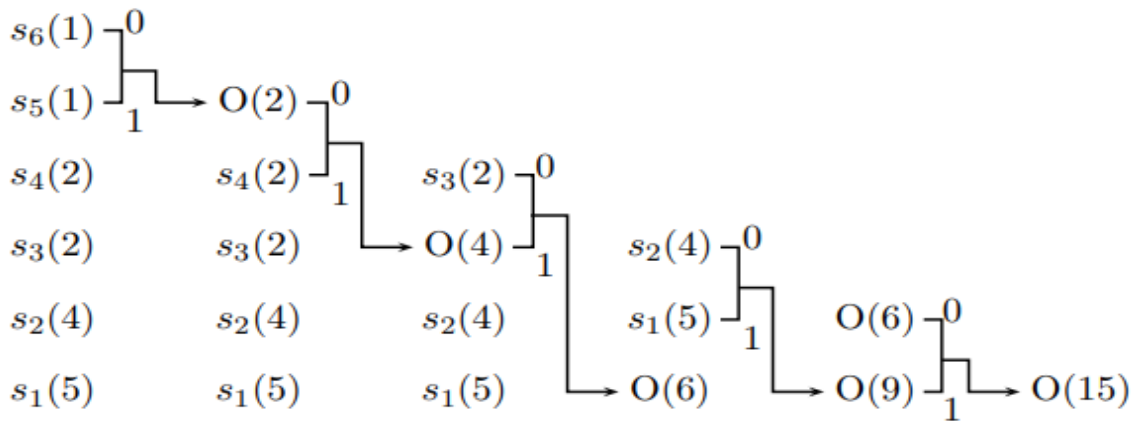 s₆(1) 0
s₅(1) 1 O(2) 0
s₄(2) s₄(2) 1 s₃(2) 0
s₃(2) s₃(2) O(4) 1 s₂(4) 0
s₂(4) s₂(4) s₂(4) s₁(5) 1 O(6) 0
s₁(5) s₁(5) s₁(5) O(6) O(9) 1 O(15)